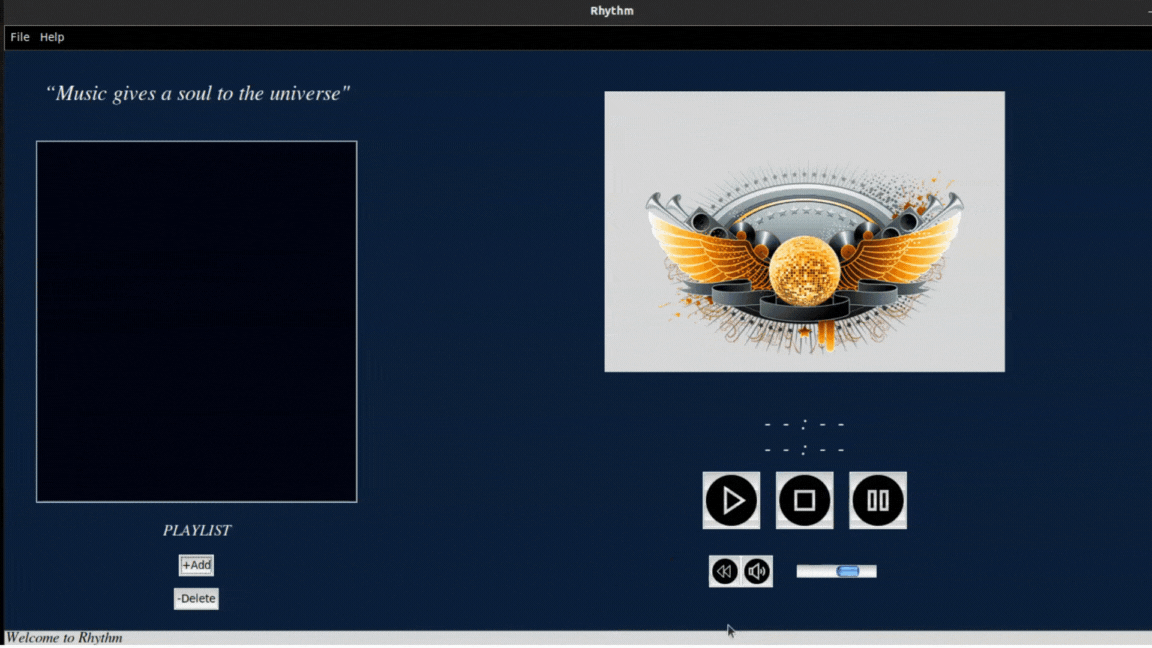 Rhythm
File Help
“Music gives a soul to the universe"
- - : - -
- - : - -
PLAYLIST
+Add
-Delete
Welcome to Rhythm